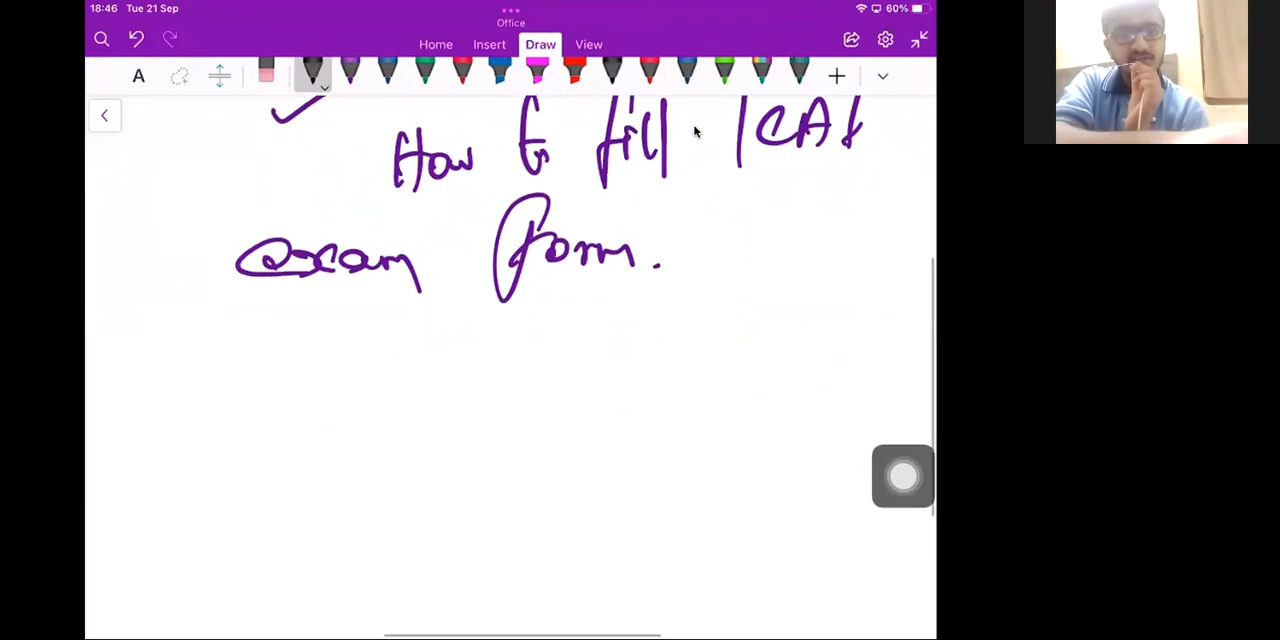 18:46 Tue 21 Sep
60%
Office
Home Insert Draw View
A
How to fill ICAI
exam form.